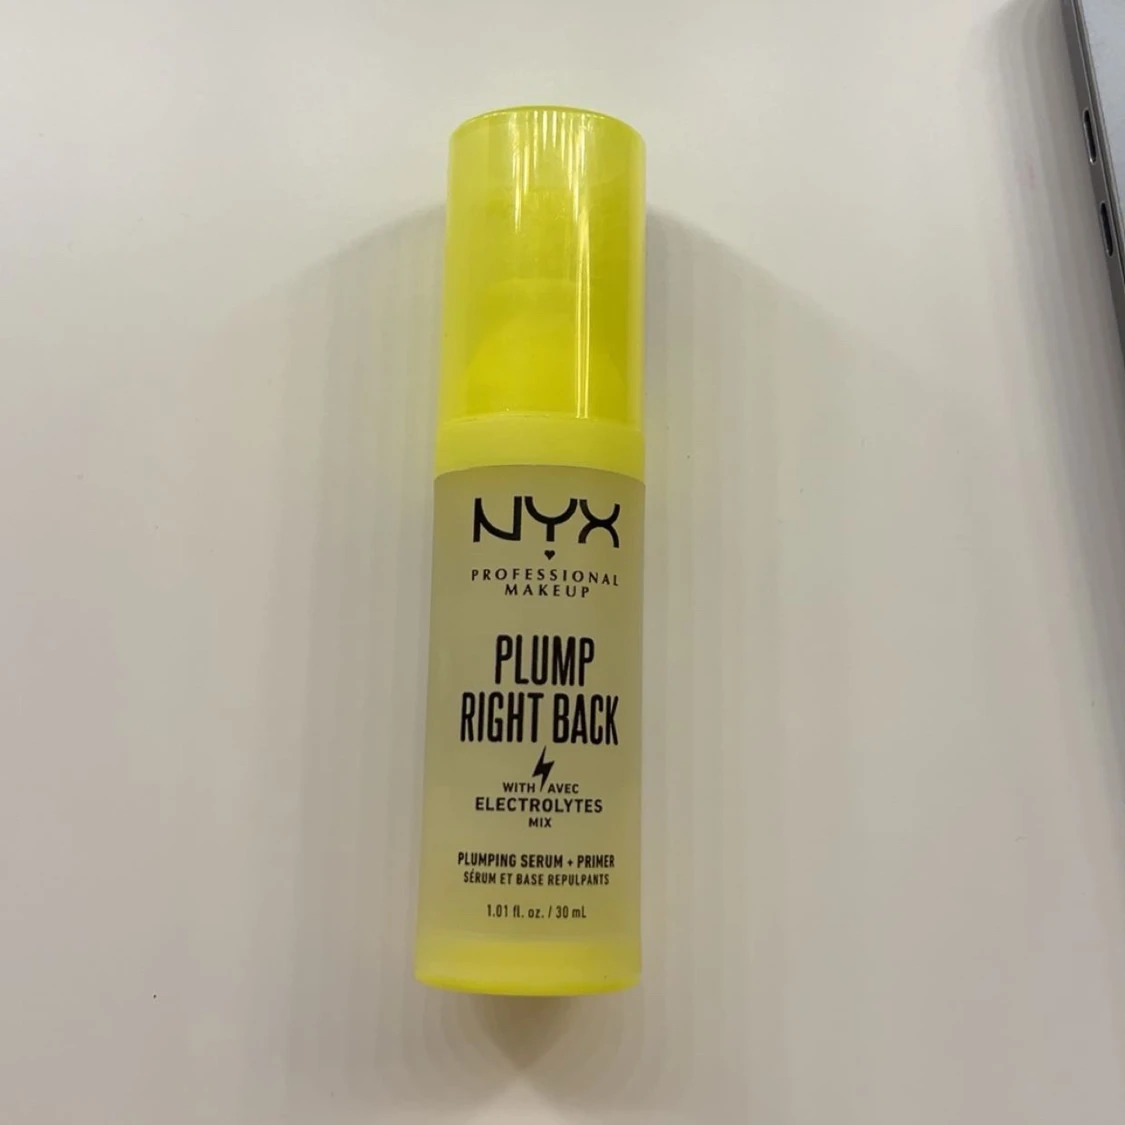 NYX
PROFESSIONAL
MAKEUP
PLUMP
RIGHT BACK
WITH AVEC
ELECTROLYTES
MIX
PLUMPING SERUM + PRIMER
SÉRUM ET BASE REPULPANTS
1.01 fl. oz. / 30 mL